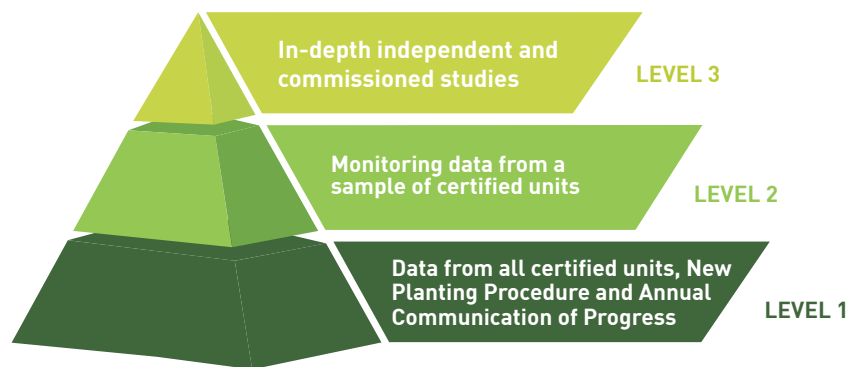 In-depth independent and
commissioned studies
LEVEL 3
Monitoring data from a
sample of certified units
LEVEL 2
Data from all certified units, New
Planting Procedure and Annual
Communication of Progress
LEVEL 1